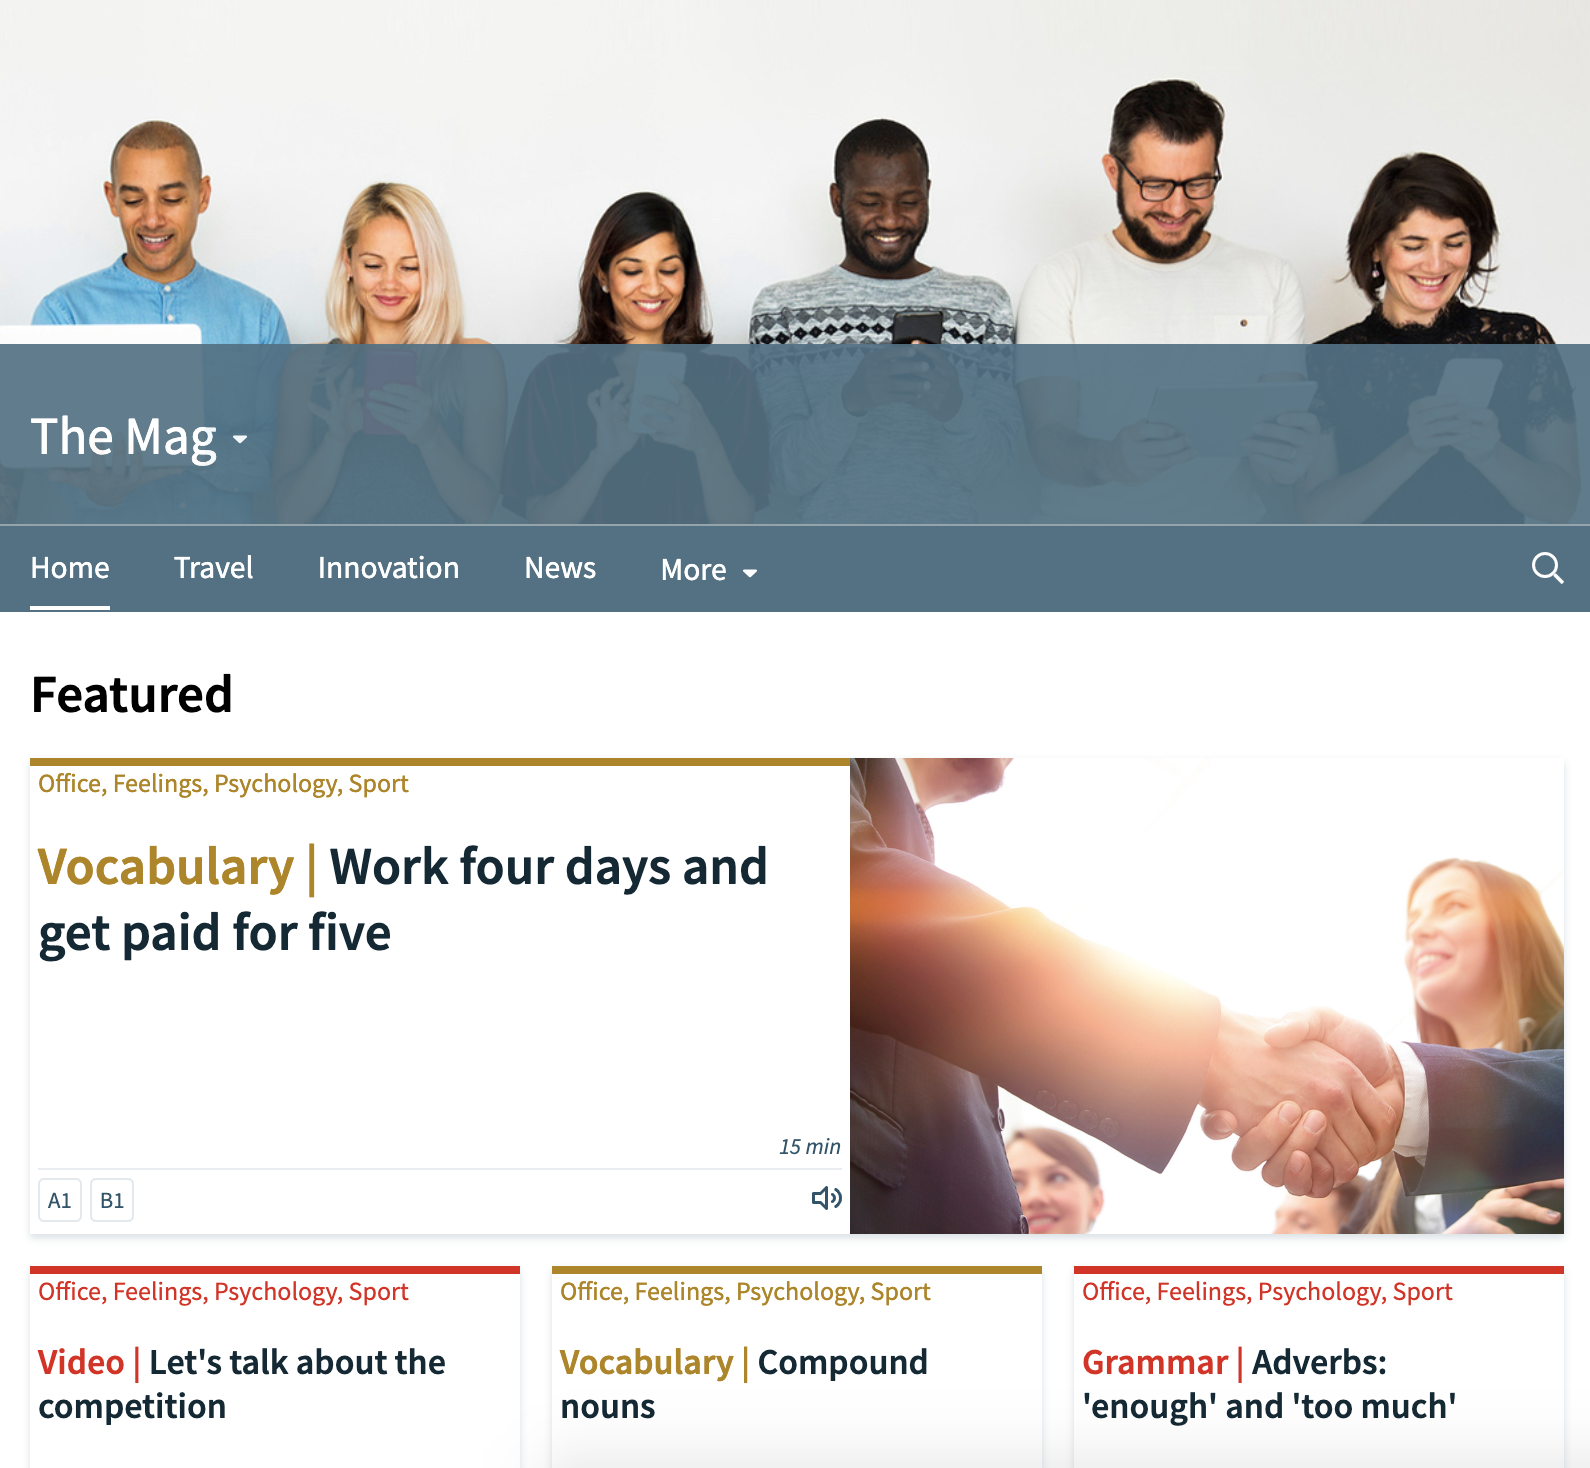 The Mag
Home Travel Innovation News More
Featured
Office, Feelings, Psychology, Sport
Vocabulary | Work four days and
get paid for five
15 min
A1 B1
Office, Feelings, Psychology, Sport
Video | Let's talk about the
competition
Office, Feelings, Psychology, Sport
Vocabulary | Compound
nouns
Office, Feelings, Psychology, Sport
Grammar | Adverbs:
'enough' and 'too much'